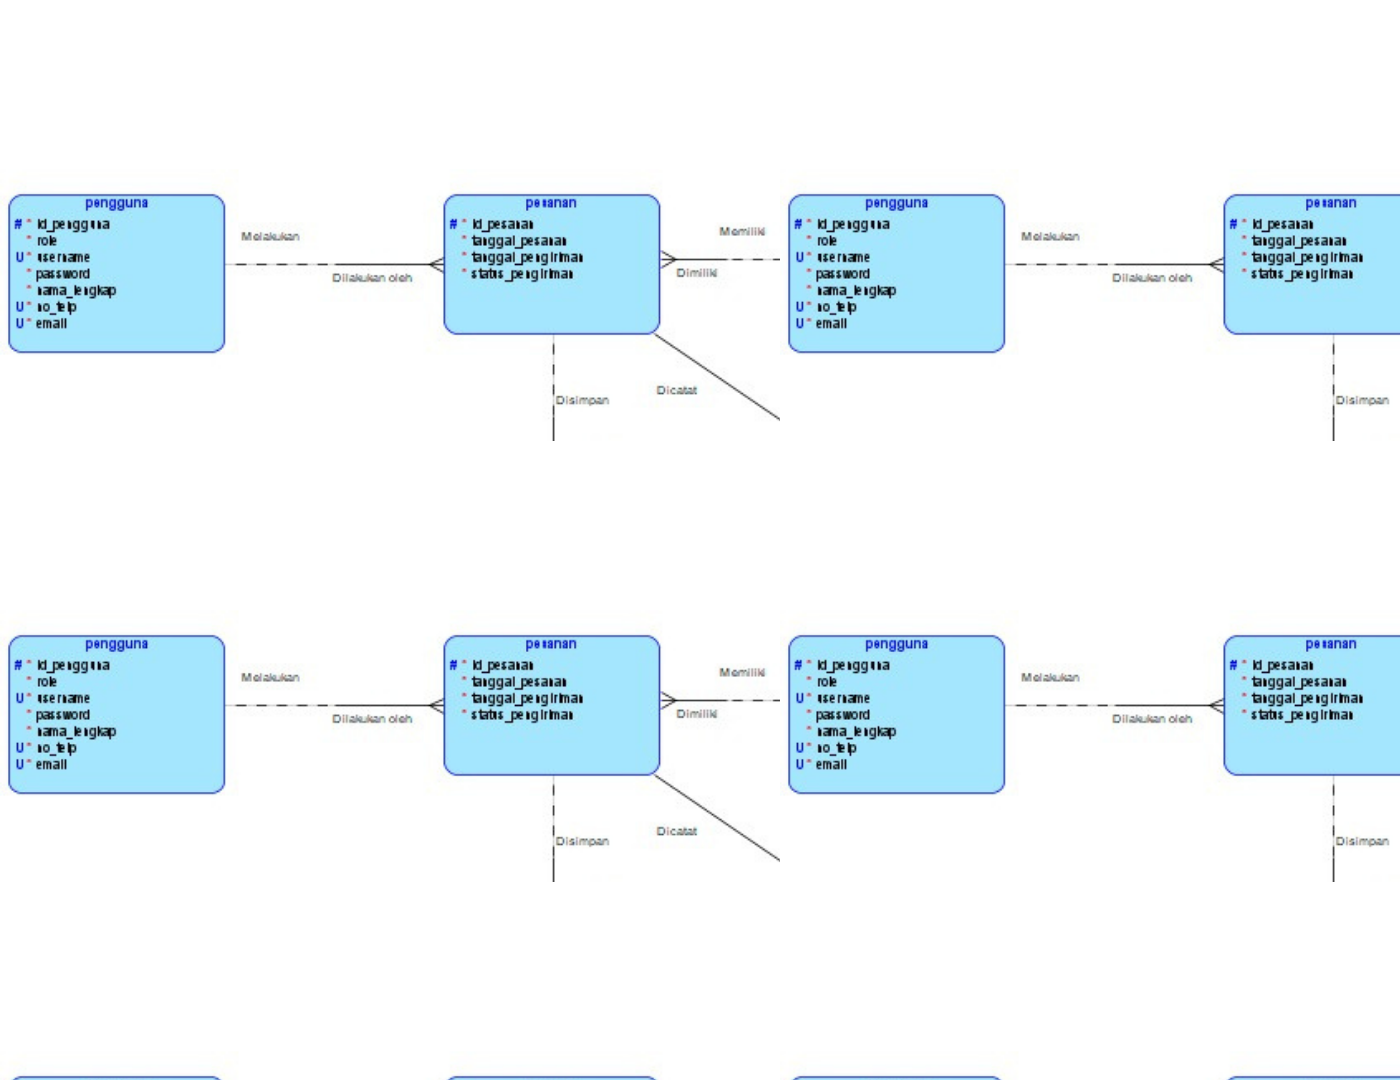 pengguna
# * id_pengguna
* role
U * username
* password
* nama_lengkap
U * no_telp
U * email
Melakukan
Dilakukan oleh
pesanan
# * id_pesanan
* tanggal_pesanan
* tanggal_pengiriman
* status_pengiriman
Memiliki
Dimiliki
Disimpan
Dicatat
pengguna
# * id_pengguna
* role
U * username
* password
* nama_lengkap
U * no_telp
U * email
Melakukan
Dilakukan oleh
pesanan
# * id_pesanan
* tanggal_pesanan
* tanggal_pengiriman
* status_pengiriman
Disimpan
pengguna
# * id_pengguna
* role
U * username
* password
* nama_lengkap
U * no_telp
U * email
Melakukan
Dilakukan oleh
pesanan
# * id_pesanan
* tanggal_pesanan
* tanggal_pengiriman
* status_pengiriman
Memiliki
Dimiliki
Disimpan
Dicatat
pengguna
# * id_pengguna
* role
U * username
* password
* nama_lengkap
U * no_telp
U * email
Melakukan
Dilakukan oleh
pesanan
# * id_pesanan
* tanggal_pesanan
* tanggal_pengiriman
* status_pengiriman
Disimpan